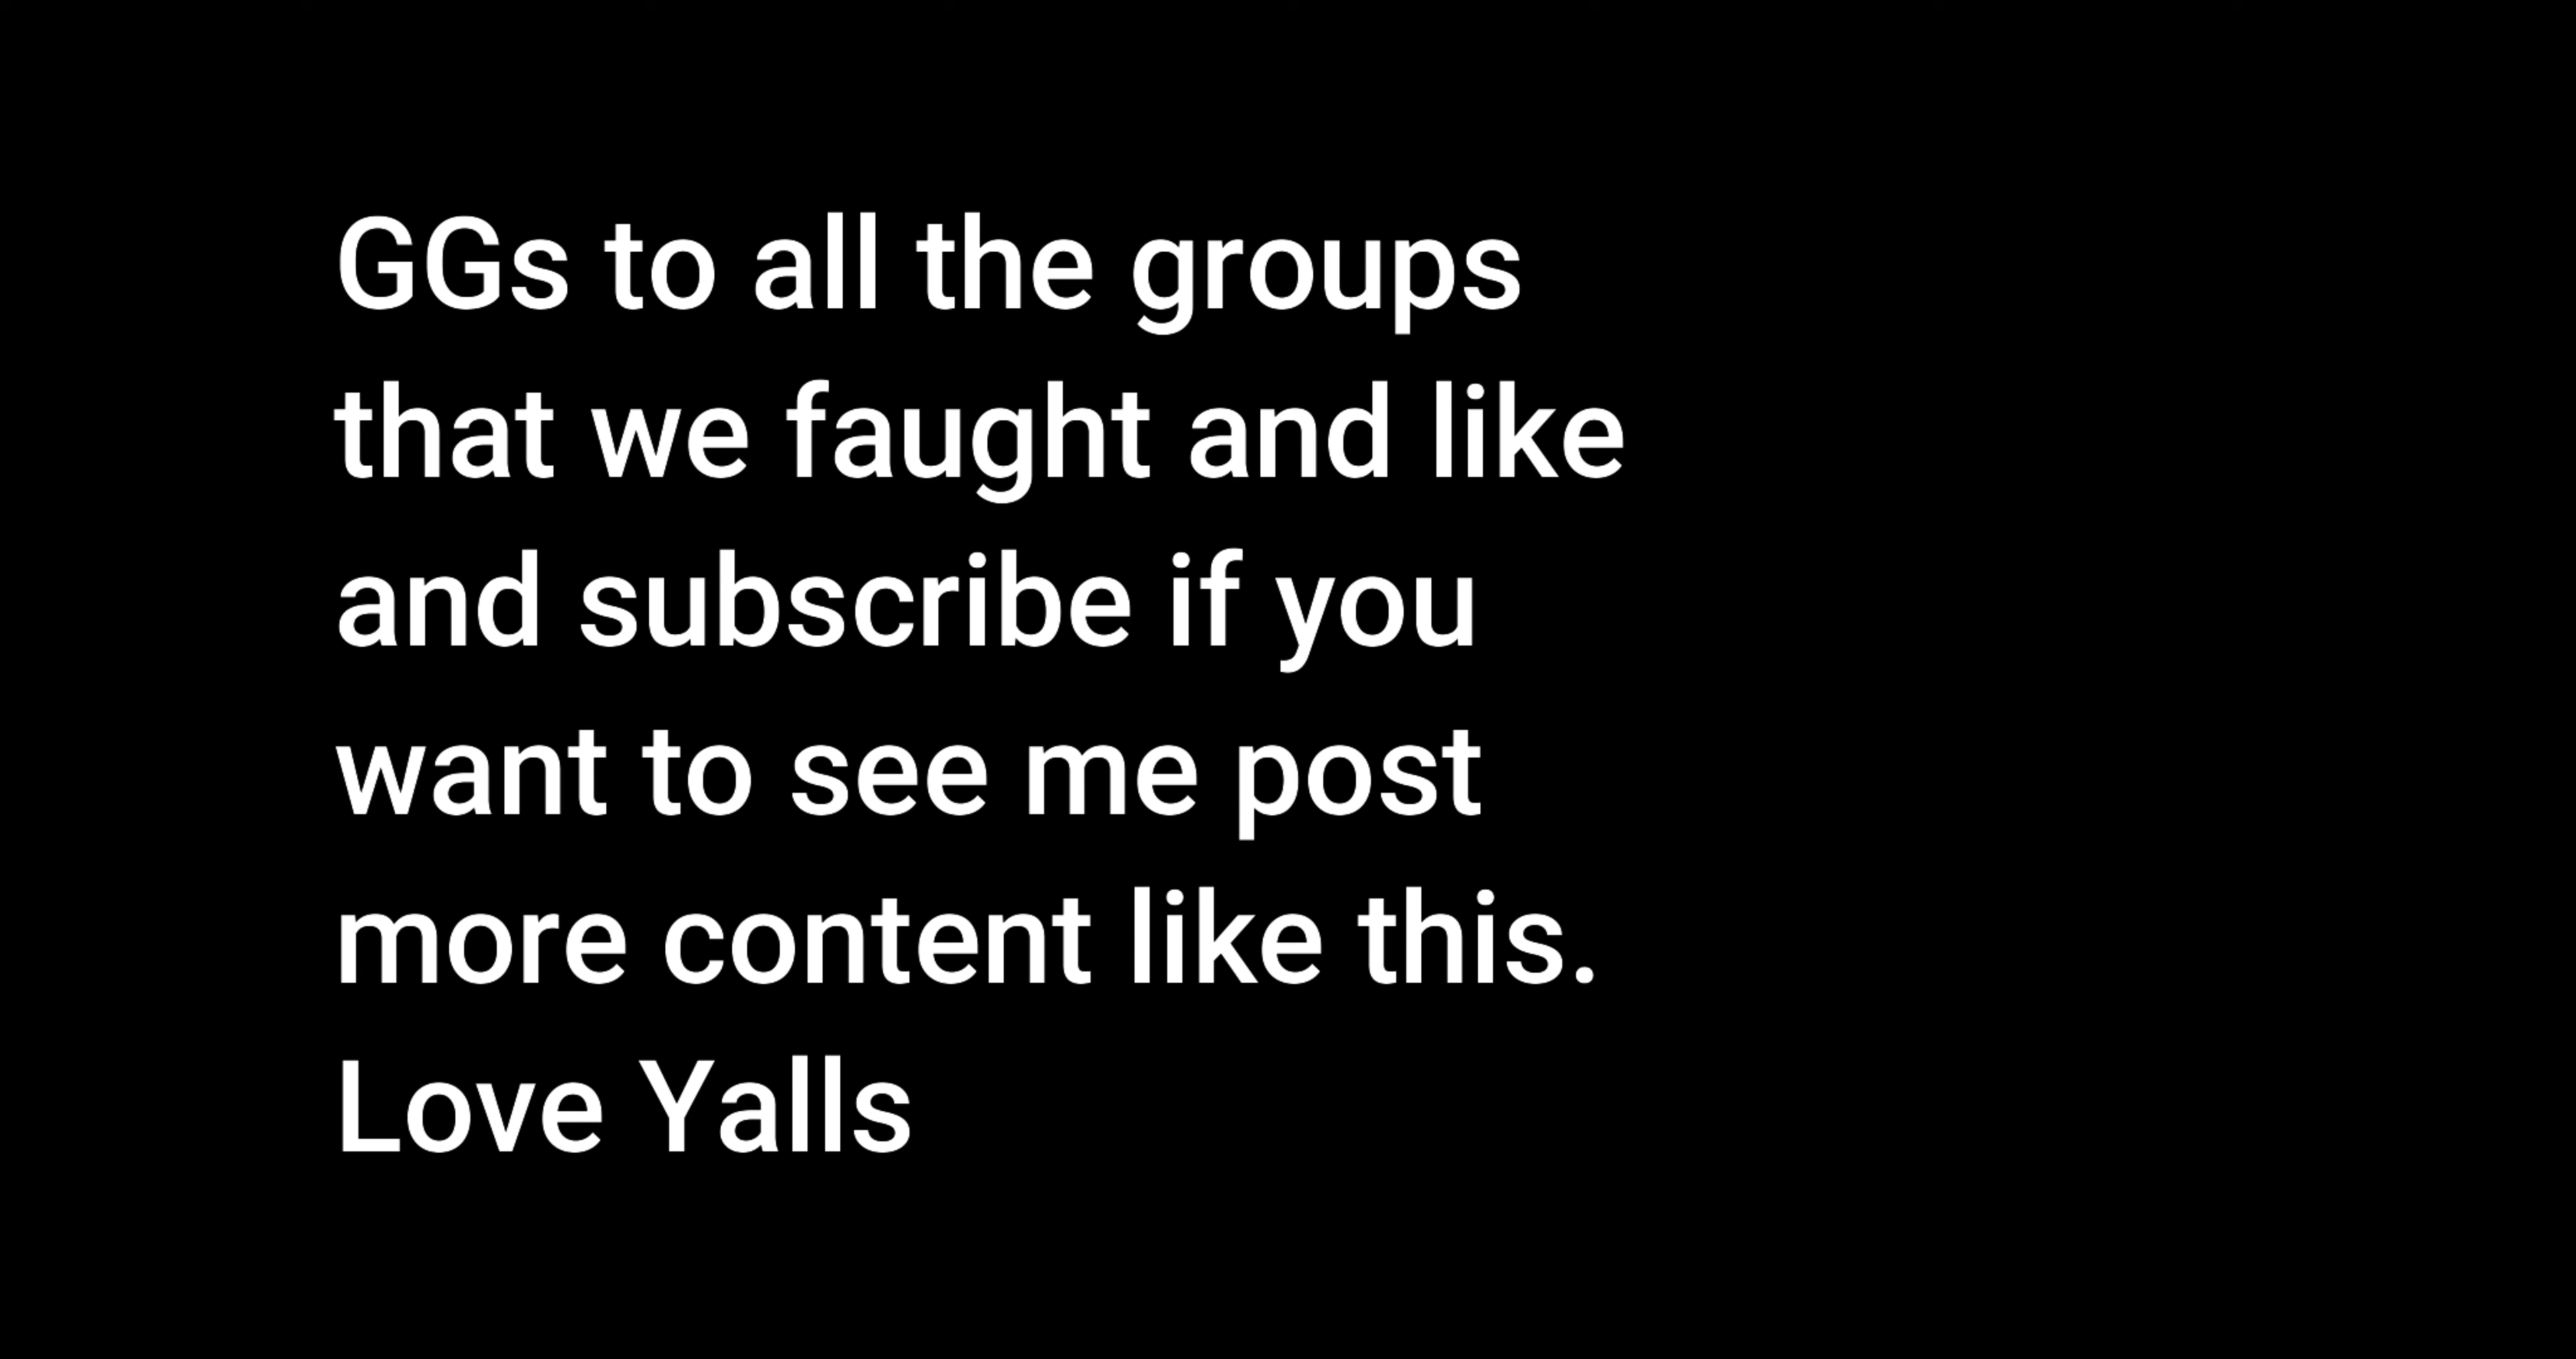 GGs to all the groups
that we faught and like
and subscribe if you
want to see me post
more content like this.
Love Yalls